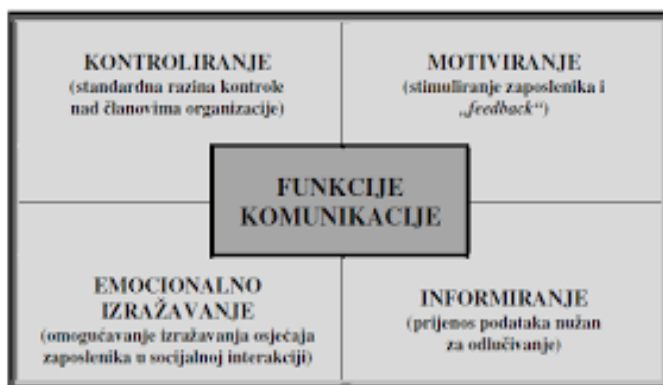 KONTROLIRANJE
(standardna razina kontrole
nad članovima organizacije)
MOTIVIRANJE
(stimuliranje zaposlenika i
„feedback“)
FUNKCIJE
KOMUNIKACIJE
EMOCIONALNO
IZRAŽAVANJE
(omogućavanje izražavanja osjećaja
zaposlenika u socijalnoj interakciji)
INFORMIRANJE
(prijenos podataka nužan
za odlučivanje)